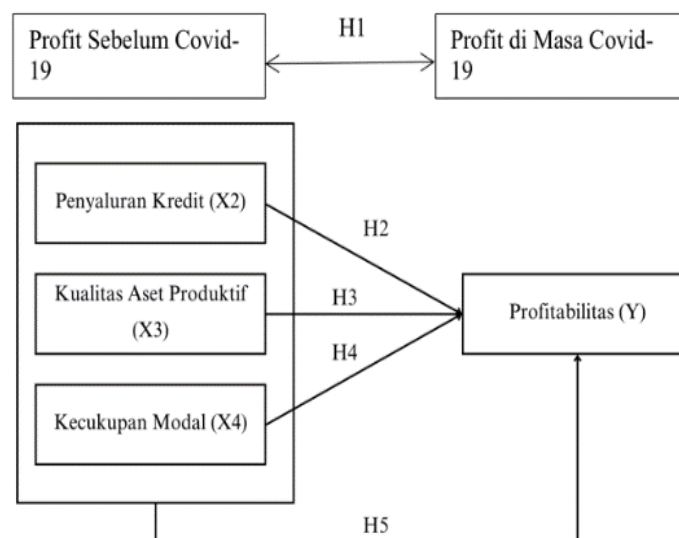 Profit Sebelum Covid-
19
H1
Profit di Masa Covid-
19
Penyaluran Kredit (X2)
H2
Kualitas Aset Produktif
(X3)
H3
Profitabilitas (Y)
H4
Kecukupan Modal (X4)
H5